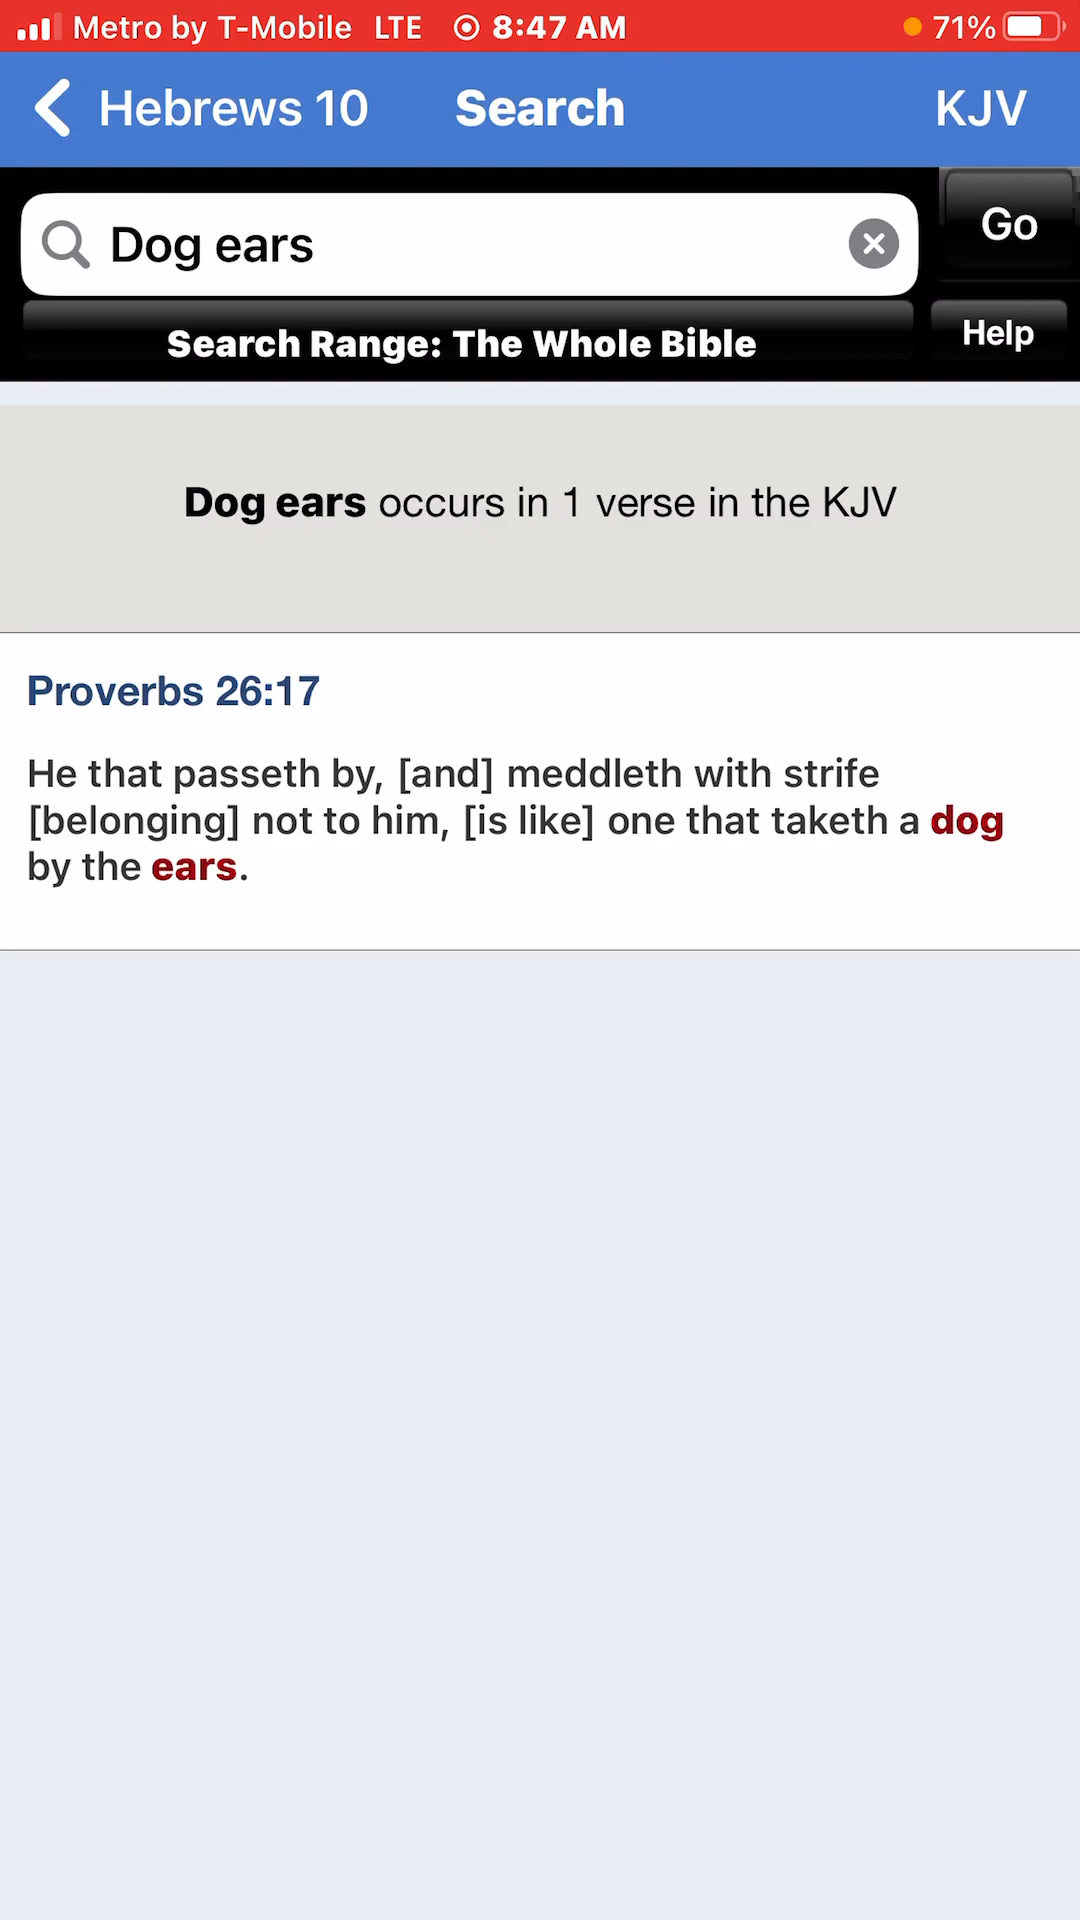 Metro by T-Mobile LTE 8:47 AM 71%
Hebrews 10 Search KJV
Dog ears
Go
Search Range: The Whole Bible
Help
Dog ears occurs in 1 verse in the KJV
Proverbs 26:17
He that passeth by, [and] meddleth with strife
[belonging] not to him, [is like] one that taketh a dog
by the ears.